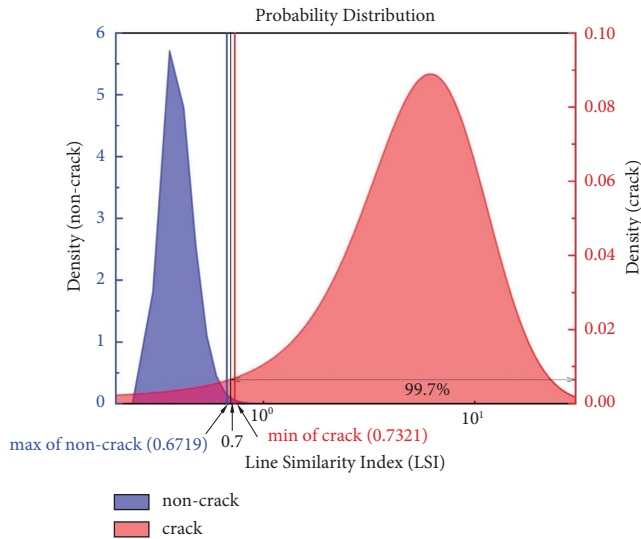 Probability Distribution
6
5
4
3
2
1
0
Density (non-crack)
0.10
0.08
0.06
0.04
0.02
0.00
Density (crack)
99.7%
10⁰
10¹
max of non-crack (0.6719)
0.7
min of crack (0.7321)
Line Similarity Index (LSI)
non-crack
crack